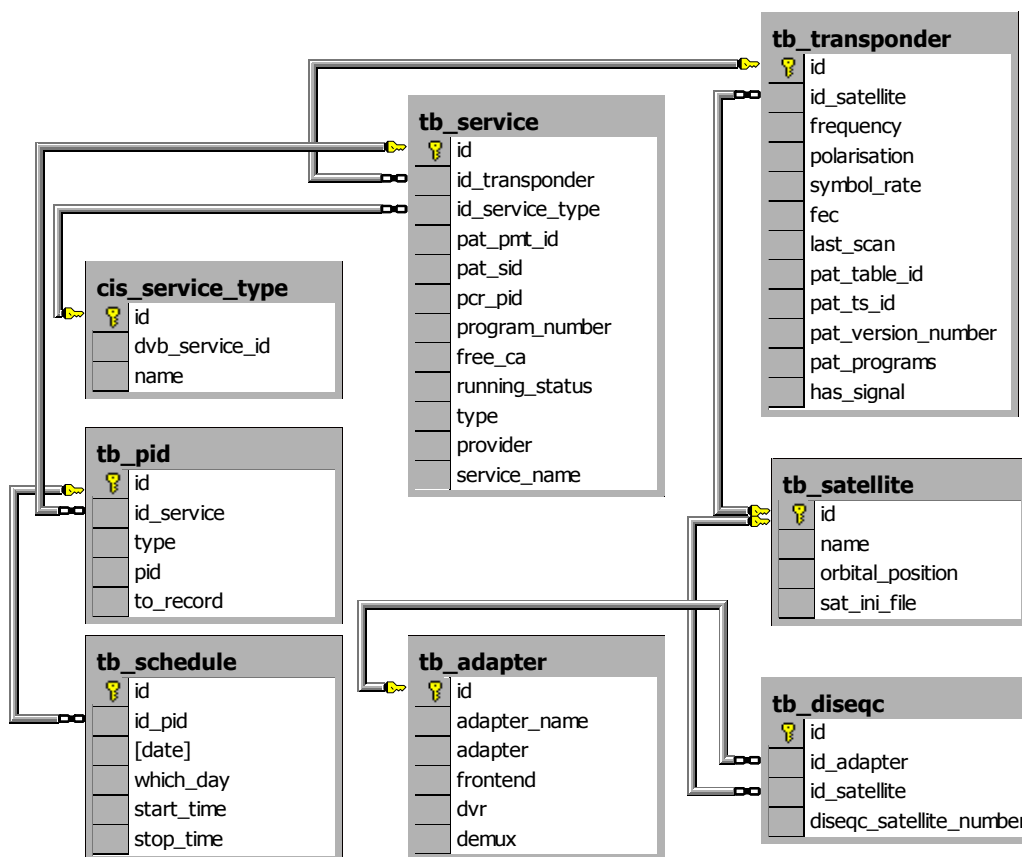 tb_transponder
id
id_satellite
frequency
polarisation
symbol_rate
fec
last_scan
pat_table_id
pat_ts_id
pat_version_number
pat_programs
has_signal
tb_service
id
id_transponder
id_service_type
pat_pmt_id
pat_sid
pcr_pid
program_number
free_ca
running_status
type
provider
service_name
cis_service_type
id
dvb_service_id
name
tb_pid
id
id_service
type
pid
to_record
tb_satellite
id
name
orbital_position
sat_ini_file
tb_schedule
id
id_pid
[date]
which_day
start_time
stop_time
tb_adapter
id
adapter_name
adapter
frontend
dvr
demux
tb_diseqc
id
id_adapter
id_satellite
diseqc_satellite_number